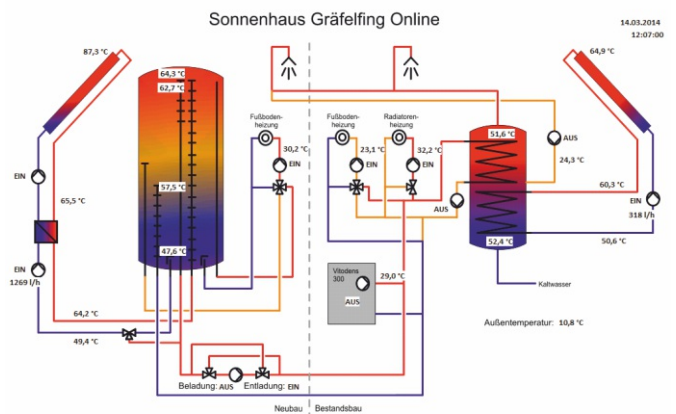 Sonnenhaus Gräfelfing Online
14.03.2014
12:07:00
87,3 °C
64,9 °C
64,3 °C
62,7 °C
Fußboden-
heizung
30,2 °C
EIN
Fußboden-
heizung
23,1 °C
EIN
Radiatoren-
heizung
32,2 °C
EIN
51,6 °C
AUS
24,3 °C
EIN
65,5 °C
57,5 °C
AUS
60,3 °C
EIN
318 l/h
EIN
1269 l/h
47,6 °C
52,4 °C
50,6 °C
Vitodens
300
AUS
29,0 °C
Kaltwasser
64,2 °C
49,4 °C
Außentemperatur: 10,8 °C
Beladung: AUS
Entladung: EIN
Neubau
Bestandsbau